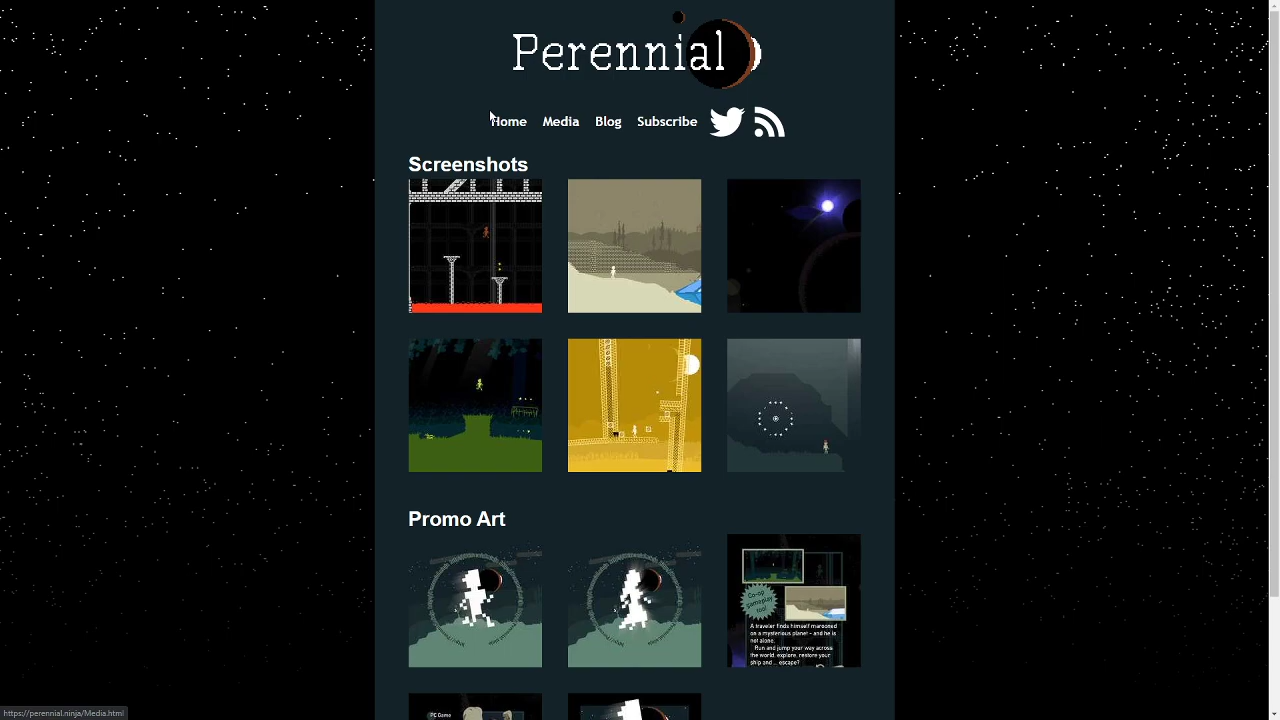 Perennial
Home Media Blog Subscribe
Screenshots
Promo Art
Co-op
gameplay
too!
A traveler finds himself marooned
on a mysterious planet - and he is
not alone.
Run and jump your way across
the world, explore, restore your
ship and ... escape?
PC Game
https://perennial.ninja/Media.html